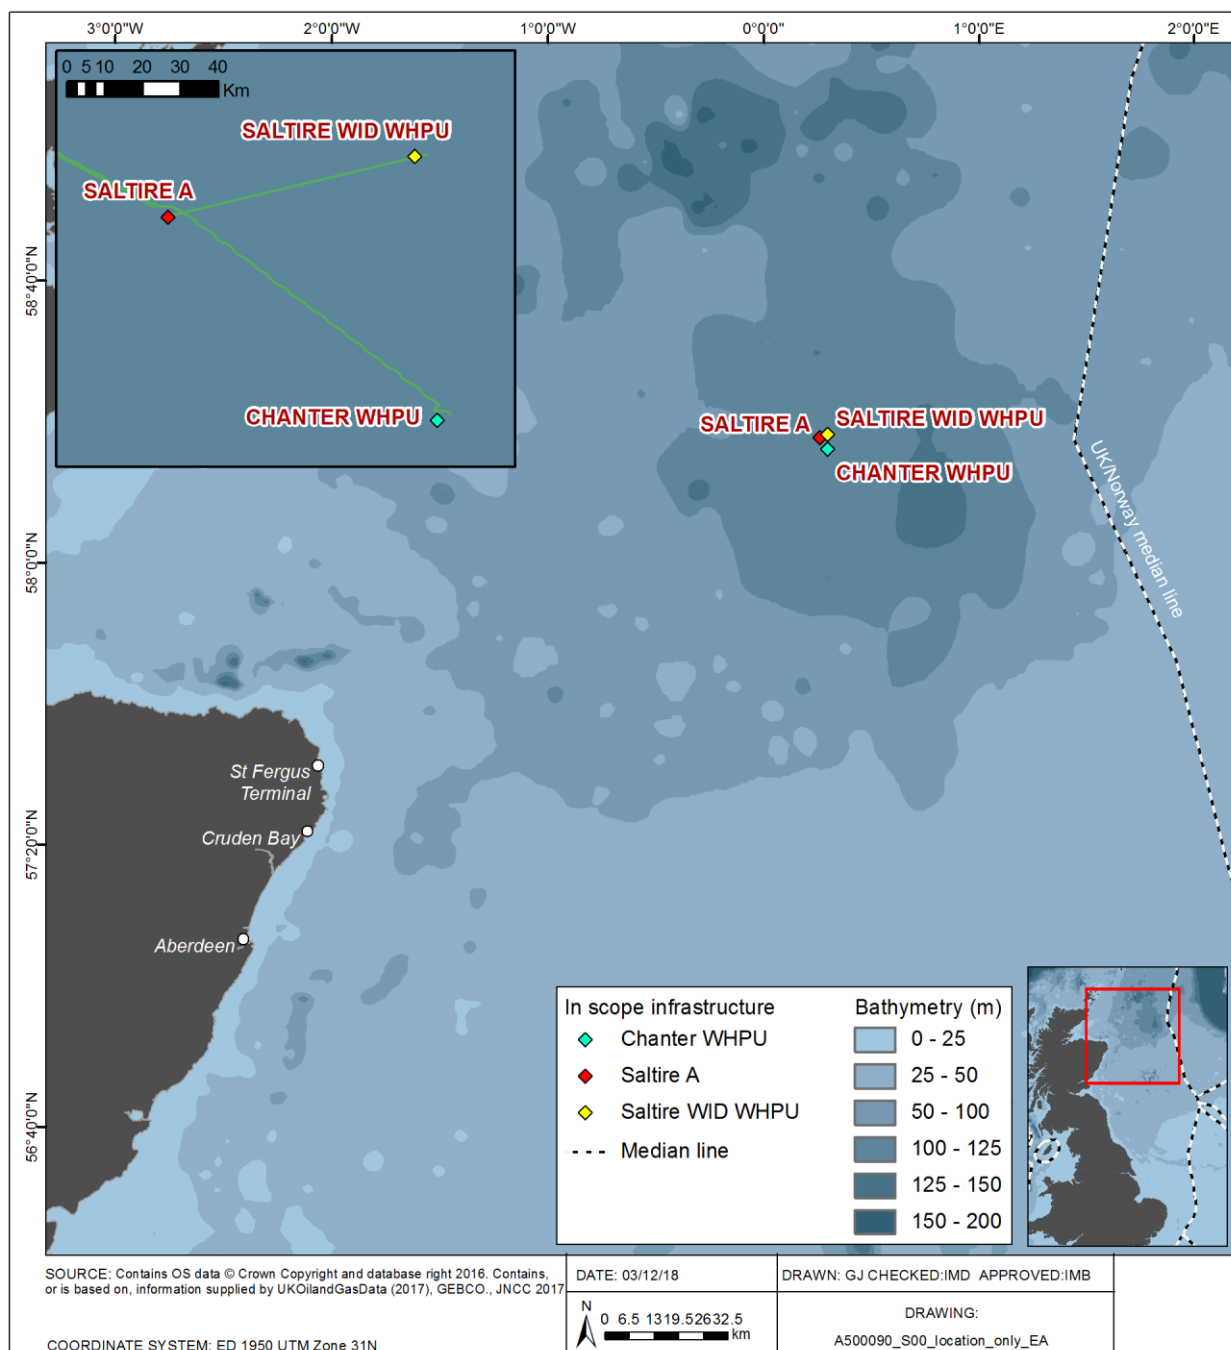 3°0'0"W 2°0'0"W 1°0'0"W 0°0'0" 1°0'0"E 2°0'0"E
0 5 10 20 30 40
Km
SALTIRE WID WHPU
SALTIRE A
CHANTER WHPU
58°40'0"N
SALTIRE A
SALTIRE WID WHPU
CHANTER WHPU
UK/Norway median line
58°0'0"N
St Fergus
Terminal
Cruden Bay
57°20'0"N
Aberdeen
56°40'0"N
In scope infrastructure
Chanter WHPU
Saltire A
Saltire WID WHPU
Median line
Bathymetry (m)
0 - 25
25 - 50
50 - 100
100 - 125
125 - 150
150 - 200
SOURCE: Contains OS data © Crown Copyright and database right 2016. Contains,
or is based on, information supplied by UKOilandGasData (2017), GEBCO., JNCC 2017
COORDINATE SYSTEM: ED 1950 UTM Zone 31N
DATE: 03/12/18
N
0 6.5 13 19.5 26 32.5
km
DRAWN: GJ CHECKED:IMD APPROVED:IMB
DRAWING:
A500090_S00_location_only_EA